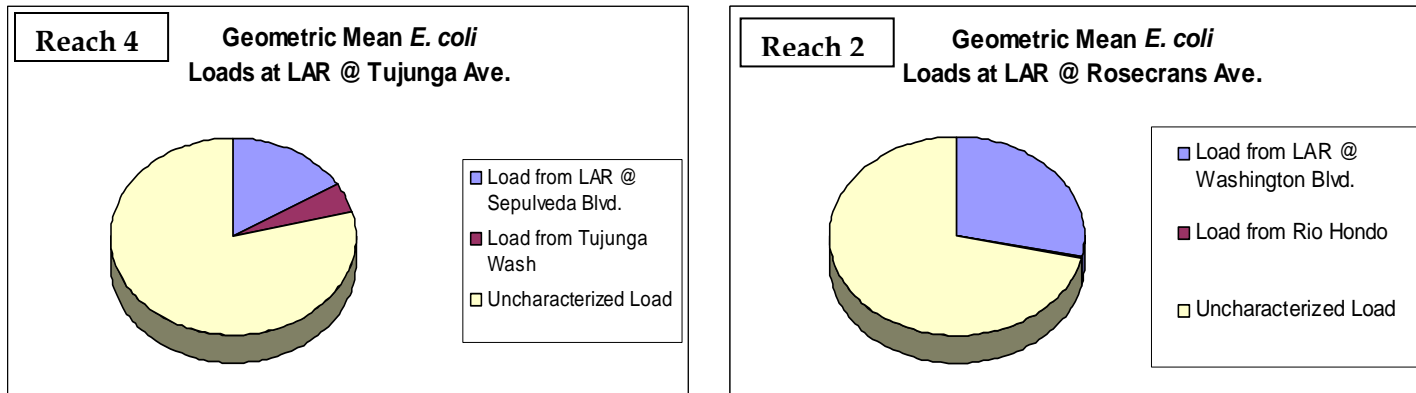 Reach 4
Geometric Mean E. coli
Loads at LAR @ Tujunga Ave.
Load from LAR @
Sepulveda Blvd.
Load from Tujunga
Wash
Uncharacterized Load
Reach 2
Geometric Mean E. coli
Loads at LAR @ Rosecrans Ave.
Load from LAR @
Washington Blvd.
Load from Rio Hondo
Uncharacterized Load